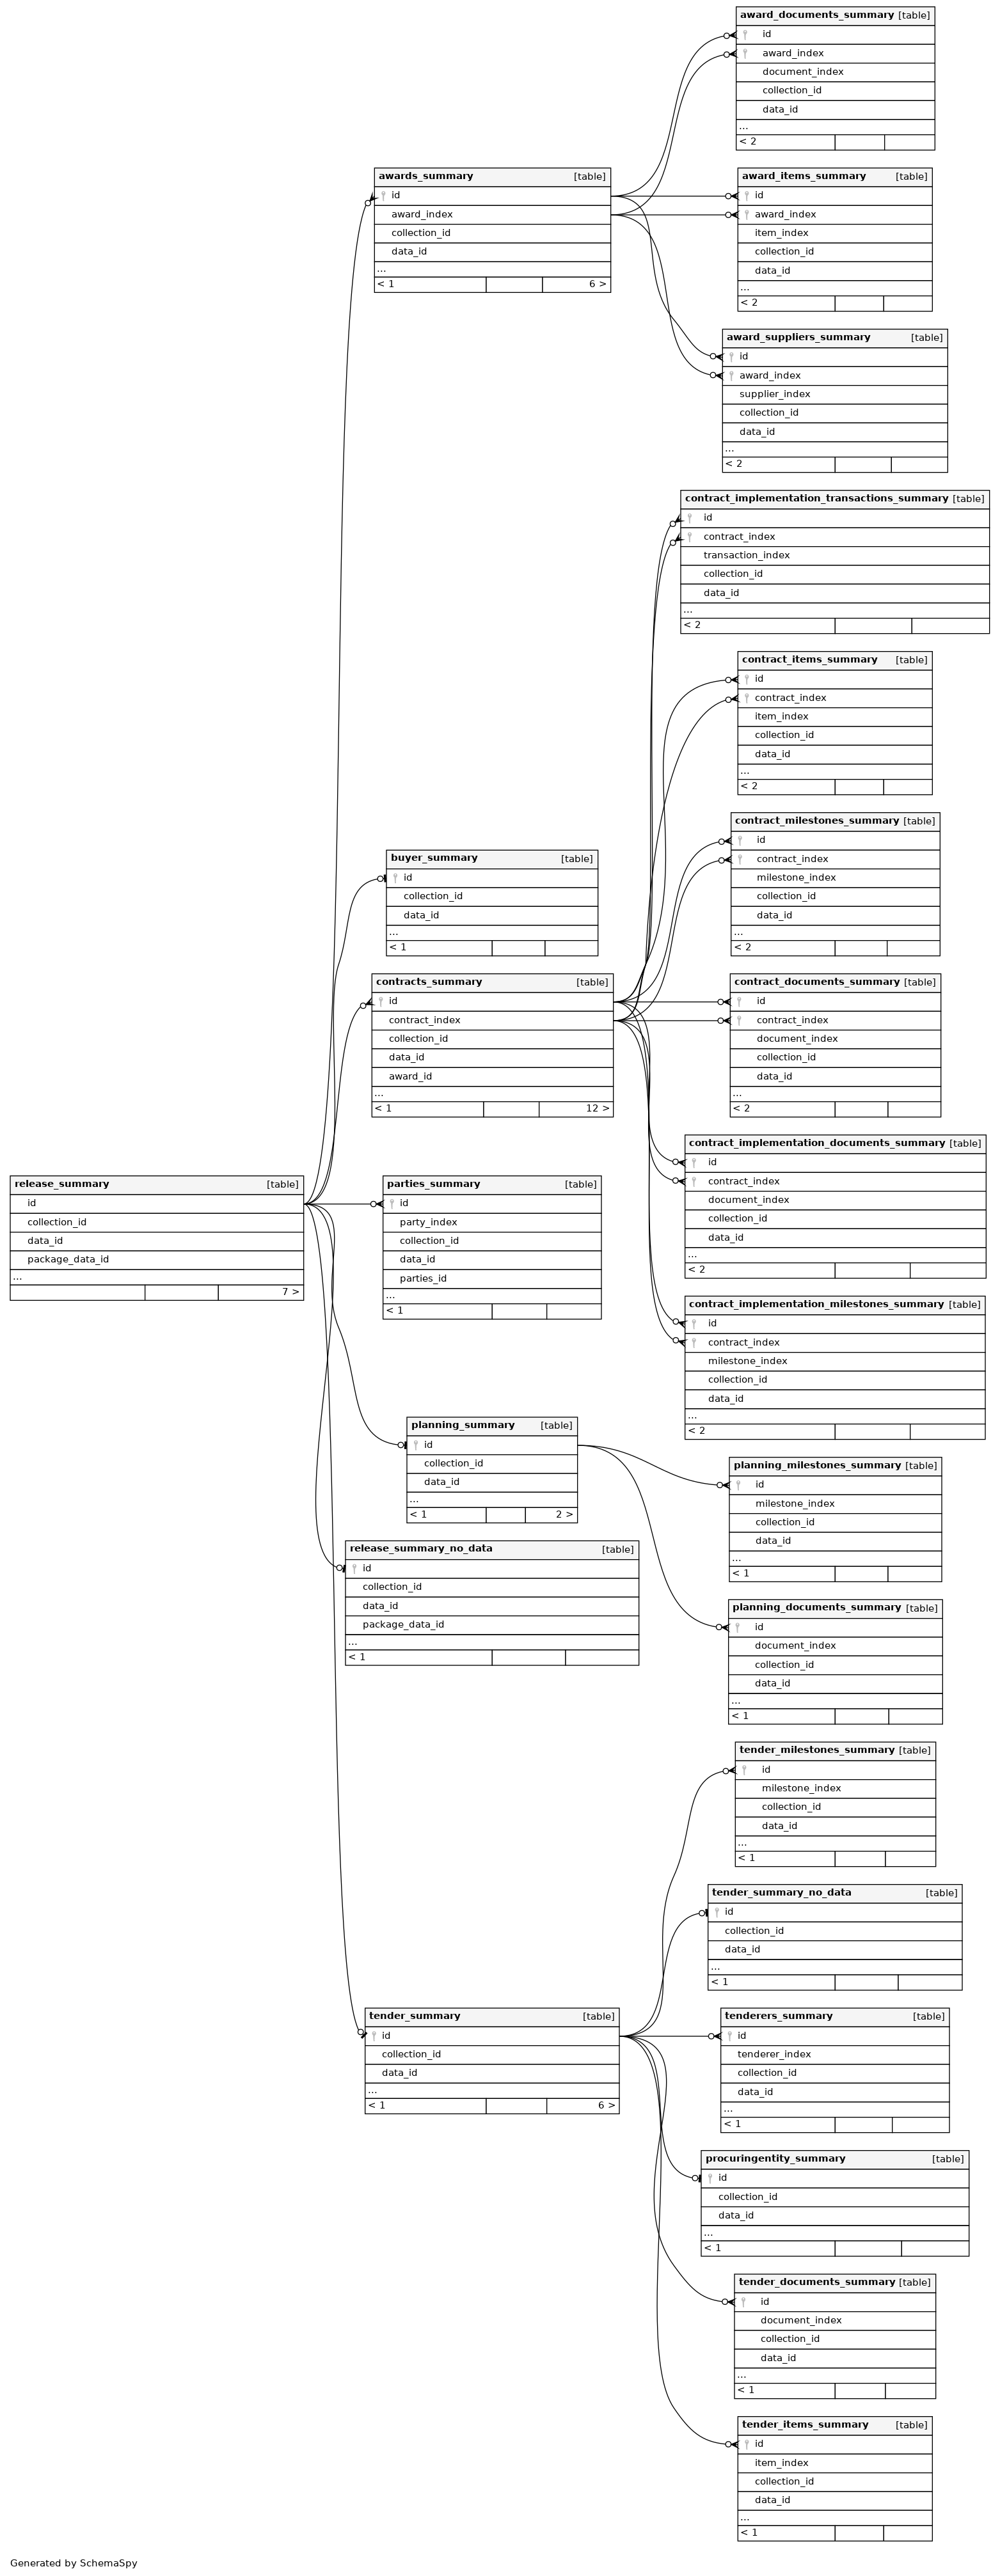 award_documents_summary [table]
id
award_index
document_index
collection_id
data_id
...
< 2
awards_summary [table]
id
award_index
collection_id
data_id
...
< 1 6 >
award_items_summary [table]
id
award_index
item_index
collection_id
data_id
...
< 2
award_suppliers_summary [table]
id
award_index
supplier_index
collection_id
data_id
...
< 2
contract_implementation_transactions_summary [table]
id
contract_index
transaction_index
collection_id
data_id
...
< 2
contract_items_summary [table]
id
contract_index
item_index
collection_id
data_id
...
< 2
contract_milestones_summary [table]
id
contract_index
milestone_index
collection_id
data_id
...
< 2
buyer_summary [table]
id
collection_id
data_id
...
< 1
contracts_summary [table]
id
contract_index
collection_id
data_id
award_id
...
< 1 12 >
contract_documents_summary [table]
id
contract_index
document_index
collection_id
data_id
...
< 2
contract_implementation_documents_summary [table]
id
contract_index
document_index
collection_id
data_id
...
< 2
release_summary [table]
id
collection_id
data_id
package_data_id
...
7 >
parties_summary [table]
id
party_index
collection_id
data_id
parties_id
...
< 1
contract_implementation_milestones_summary [table]
id
contract_index
milestone_index
collection_id
data_id
...
< 2
planning_summary [table]
id
collection_id
data_id
...
< 1 2 >
planning_milestones_summary [table]
id
milestone_index
collection_id
data_id
...
< 1
release_summary_no_data [table]
id
collection_id
data_id
package_data_id
...
< 1
planning_documents_summary [table]
id
document_index
collection_id
data_id
...
< 1
tender_milestones_summary [table]
id
milestone_index
collection_id
data_id
...
< 1
tender_summary_no_data [table]
id
collection_id
data_id
...
< 1
tender_summary [table]
id
collection_id
data_id
...
< 1 6 >
tenderers_summary [table]
id
tenderer_index
collection_id
data_id
...
< 1
procuringentity_summary [table]
id
collection_id
data_id
...
< 1
tender_documents_summary [table]
id
document_index
collection_id
data_id
...
< 1
tender_items_summary [table]
id
item_index
collection_id
data_id
...
< 1
Generated by SchemaSpy